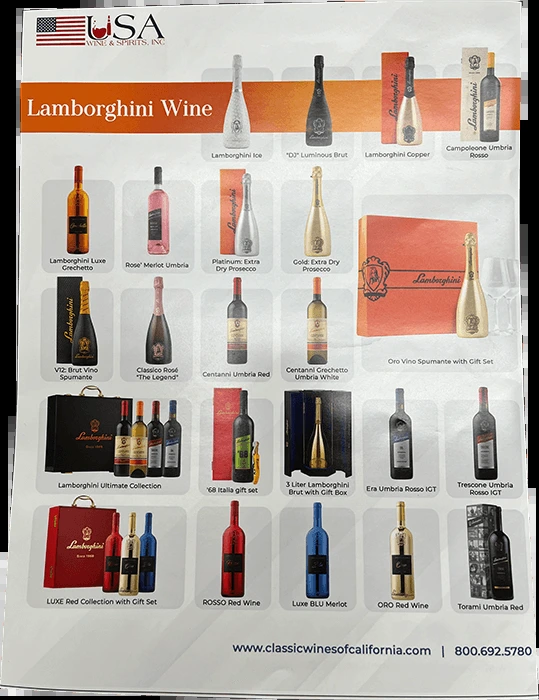 USA
WINE & SPIRITS, INC
Lamborghini Wine
Lamborghini Ice
"DJ" Luminous Brut
Lamborghini Copper
Campoleone Umbria
Rosso
Lamborghini Luxe
Grechetto
Rose' Merlot Umbria
Platinum: Extra
Dry Prosecco
Gold: Extra Dry
Prosecco
Lamborghini
Oro Vino Spumante with Gift Set
V12: Brut Vino
Spumante
Classico Rosé
"The Legend"
Centanni Umbria Red
Centanni Grechetto
Umbria White
Lamborghini
Lamborghini Ultimate Collection
'68 Italia gift set
3 Liter Lamborghini
Brut with Gift Box
Era Umbria Rosso IGT
Trescone Umbria
Rosso IGT
Lamborghini
LUXE Red Collection with Gift Set
ROSSO Red Wine
Luxe BLU Merlot
ORO Red Wine
Torami Umbria Red
www.classicwinesofcalifornia.com | 800.692.5780